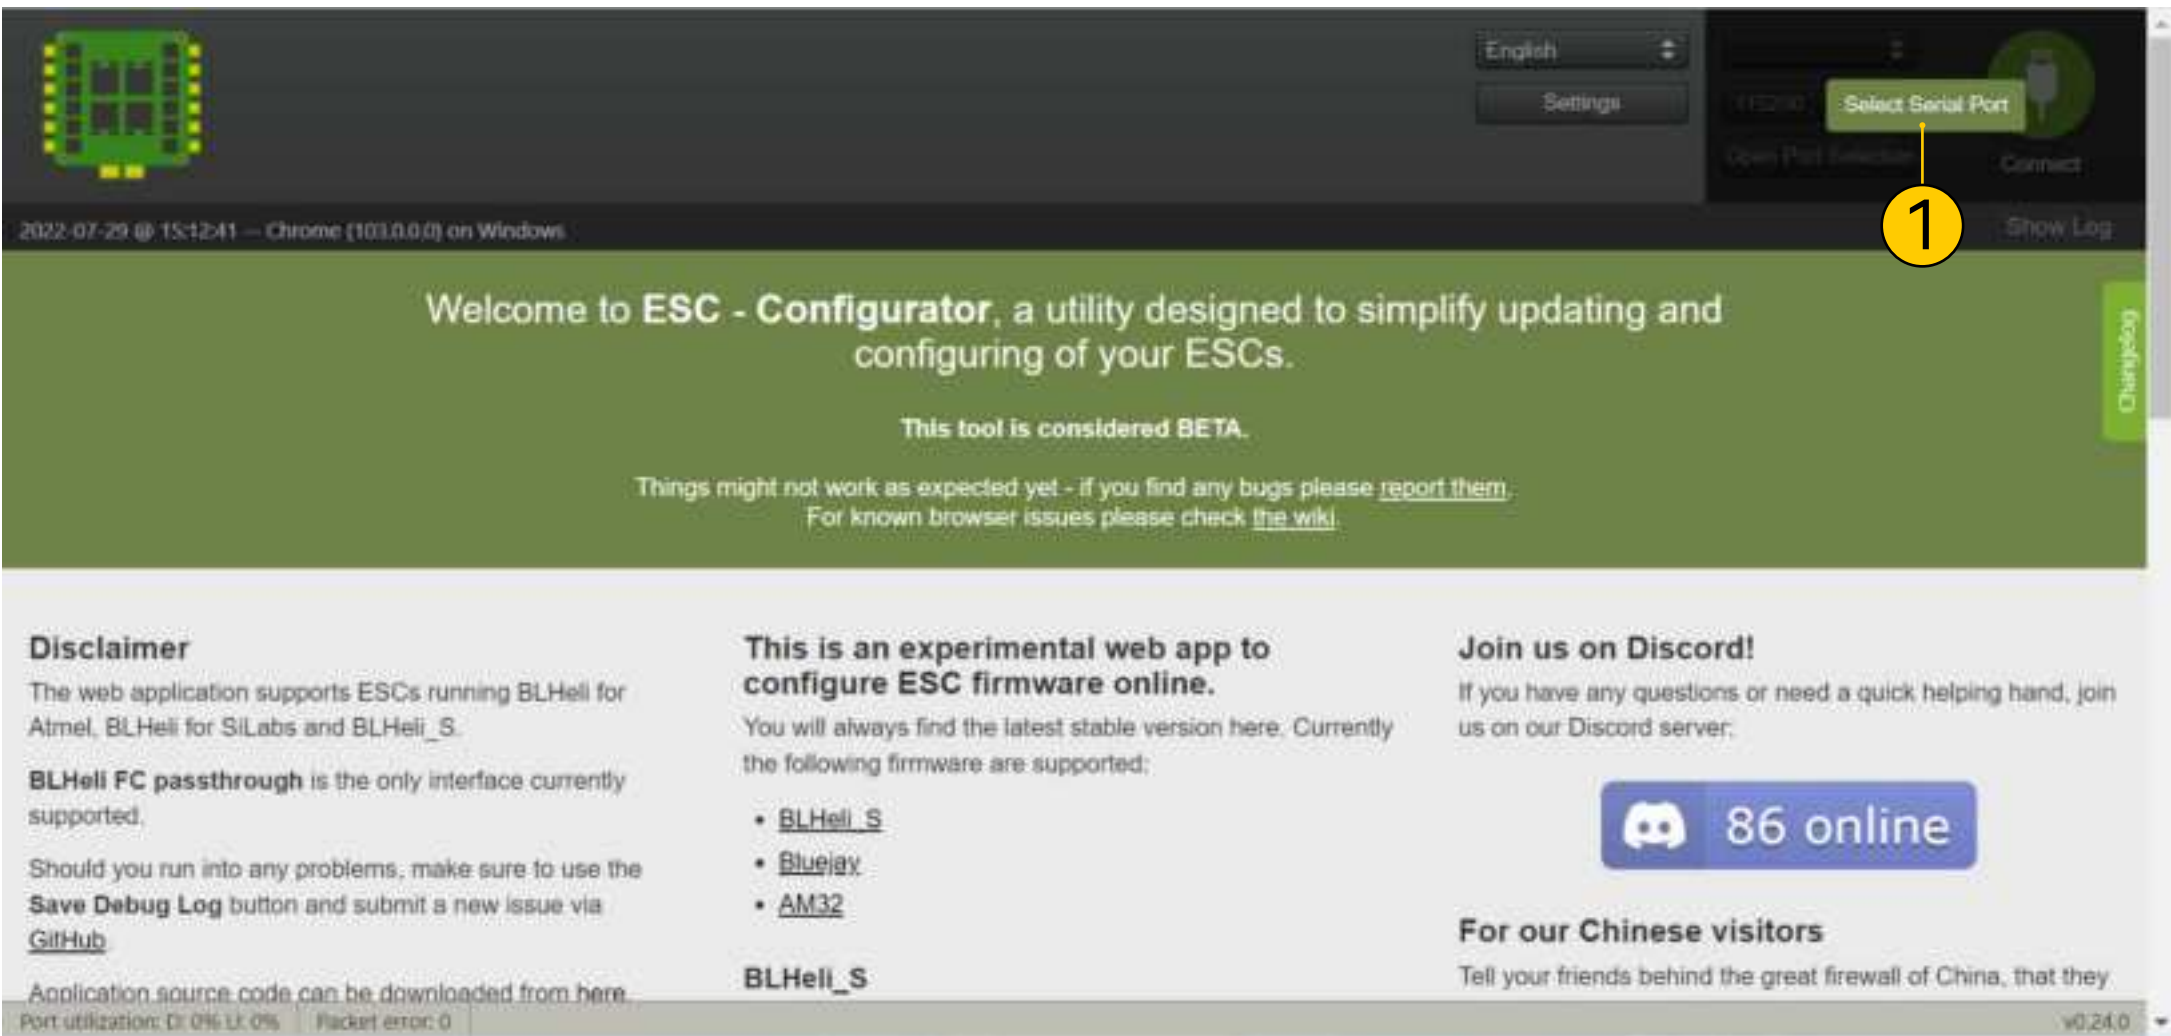 English
Settings
115200
Select Serial Port
Open Port Selection
Connect
1
2022-07-29 @ 15:12:41 -- Chrome (103.0.0.0) on Windows
Show Log
Welcome to ESC - Configurator, a utility designed to simplify updating and
configuring of your ESCs.
This tool is considered BETA.
Things might not work as expected yet - if you find any bugs please report them.
For known browser issues please check the wiki.
Changelog
Disclaimer
The web application supports ESCs running BLHeli for
Atmel, BLHeli for SiLabs and BLHeli_S.
BLHeli FC passthrough is the only interface currently
supported.
Should you run into any problems, make sure to use the
Save Debug Log button and submit a new issue via
GitHub
Application source code can be downloaded from here.
This is an experimental web app to
configure ESC firmware online.
You will always find the latest stable version here. Currently
the following firmware are supported:
• BLHeli_S
• Bluejay
• AM32
BLHeli_S
Join us on Discord!
If you have any questions or need a quick helping hand, join
us on our Discord server:
86 online
For our Chinese visitors
Tell your friends behind the great firewall of China, that they
Port utilization: D: 0% U: 0%
Packet error: 0
v0.24.0